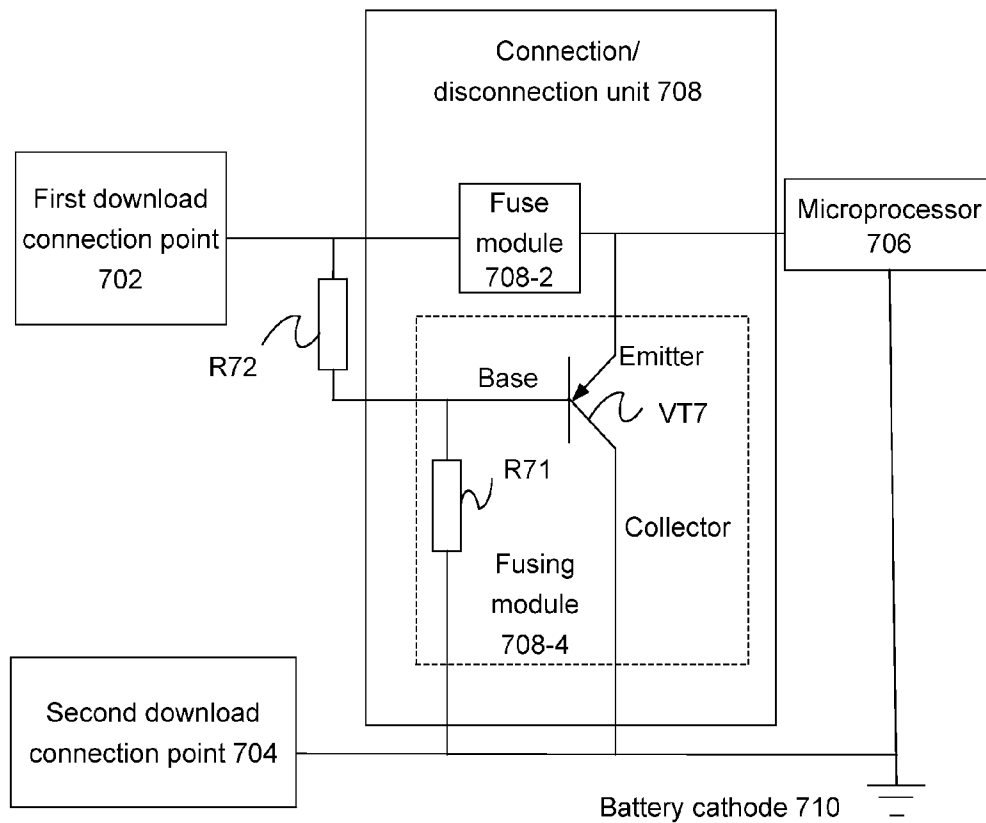 Connection/
disconnection unit 708
First download
connection point
702
Fuse
module
708-2
Microprocessor
706
R72
Base
Emitter
VT7
R71
Collector
Fusing
module
708-4
Second download
connection point 704
Battery cathode 710